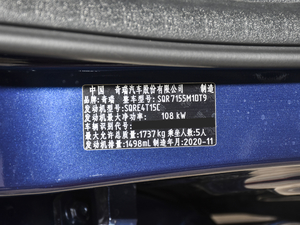 中国 奇瑞汽车股份有限公司 制造
品牌：奇瑞 整车型号：SQR7155M1DT9
发动机型号：SQRE4T15C
发动机最大净功率：108 kW
车辆识别代号：
最大允许总质量：1737kg 乘坐人数：5人
发动机排量：1498mL 制造年月：2020-11